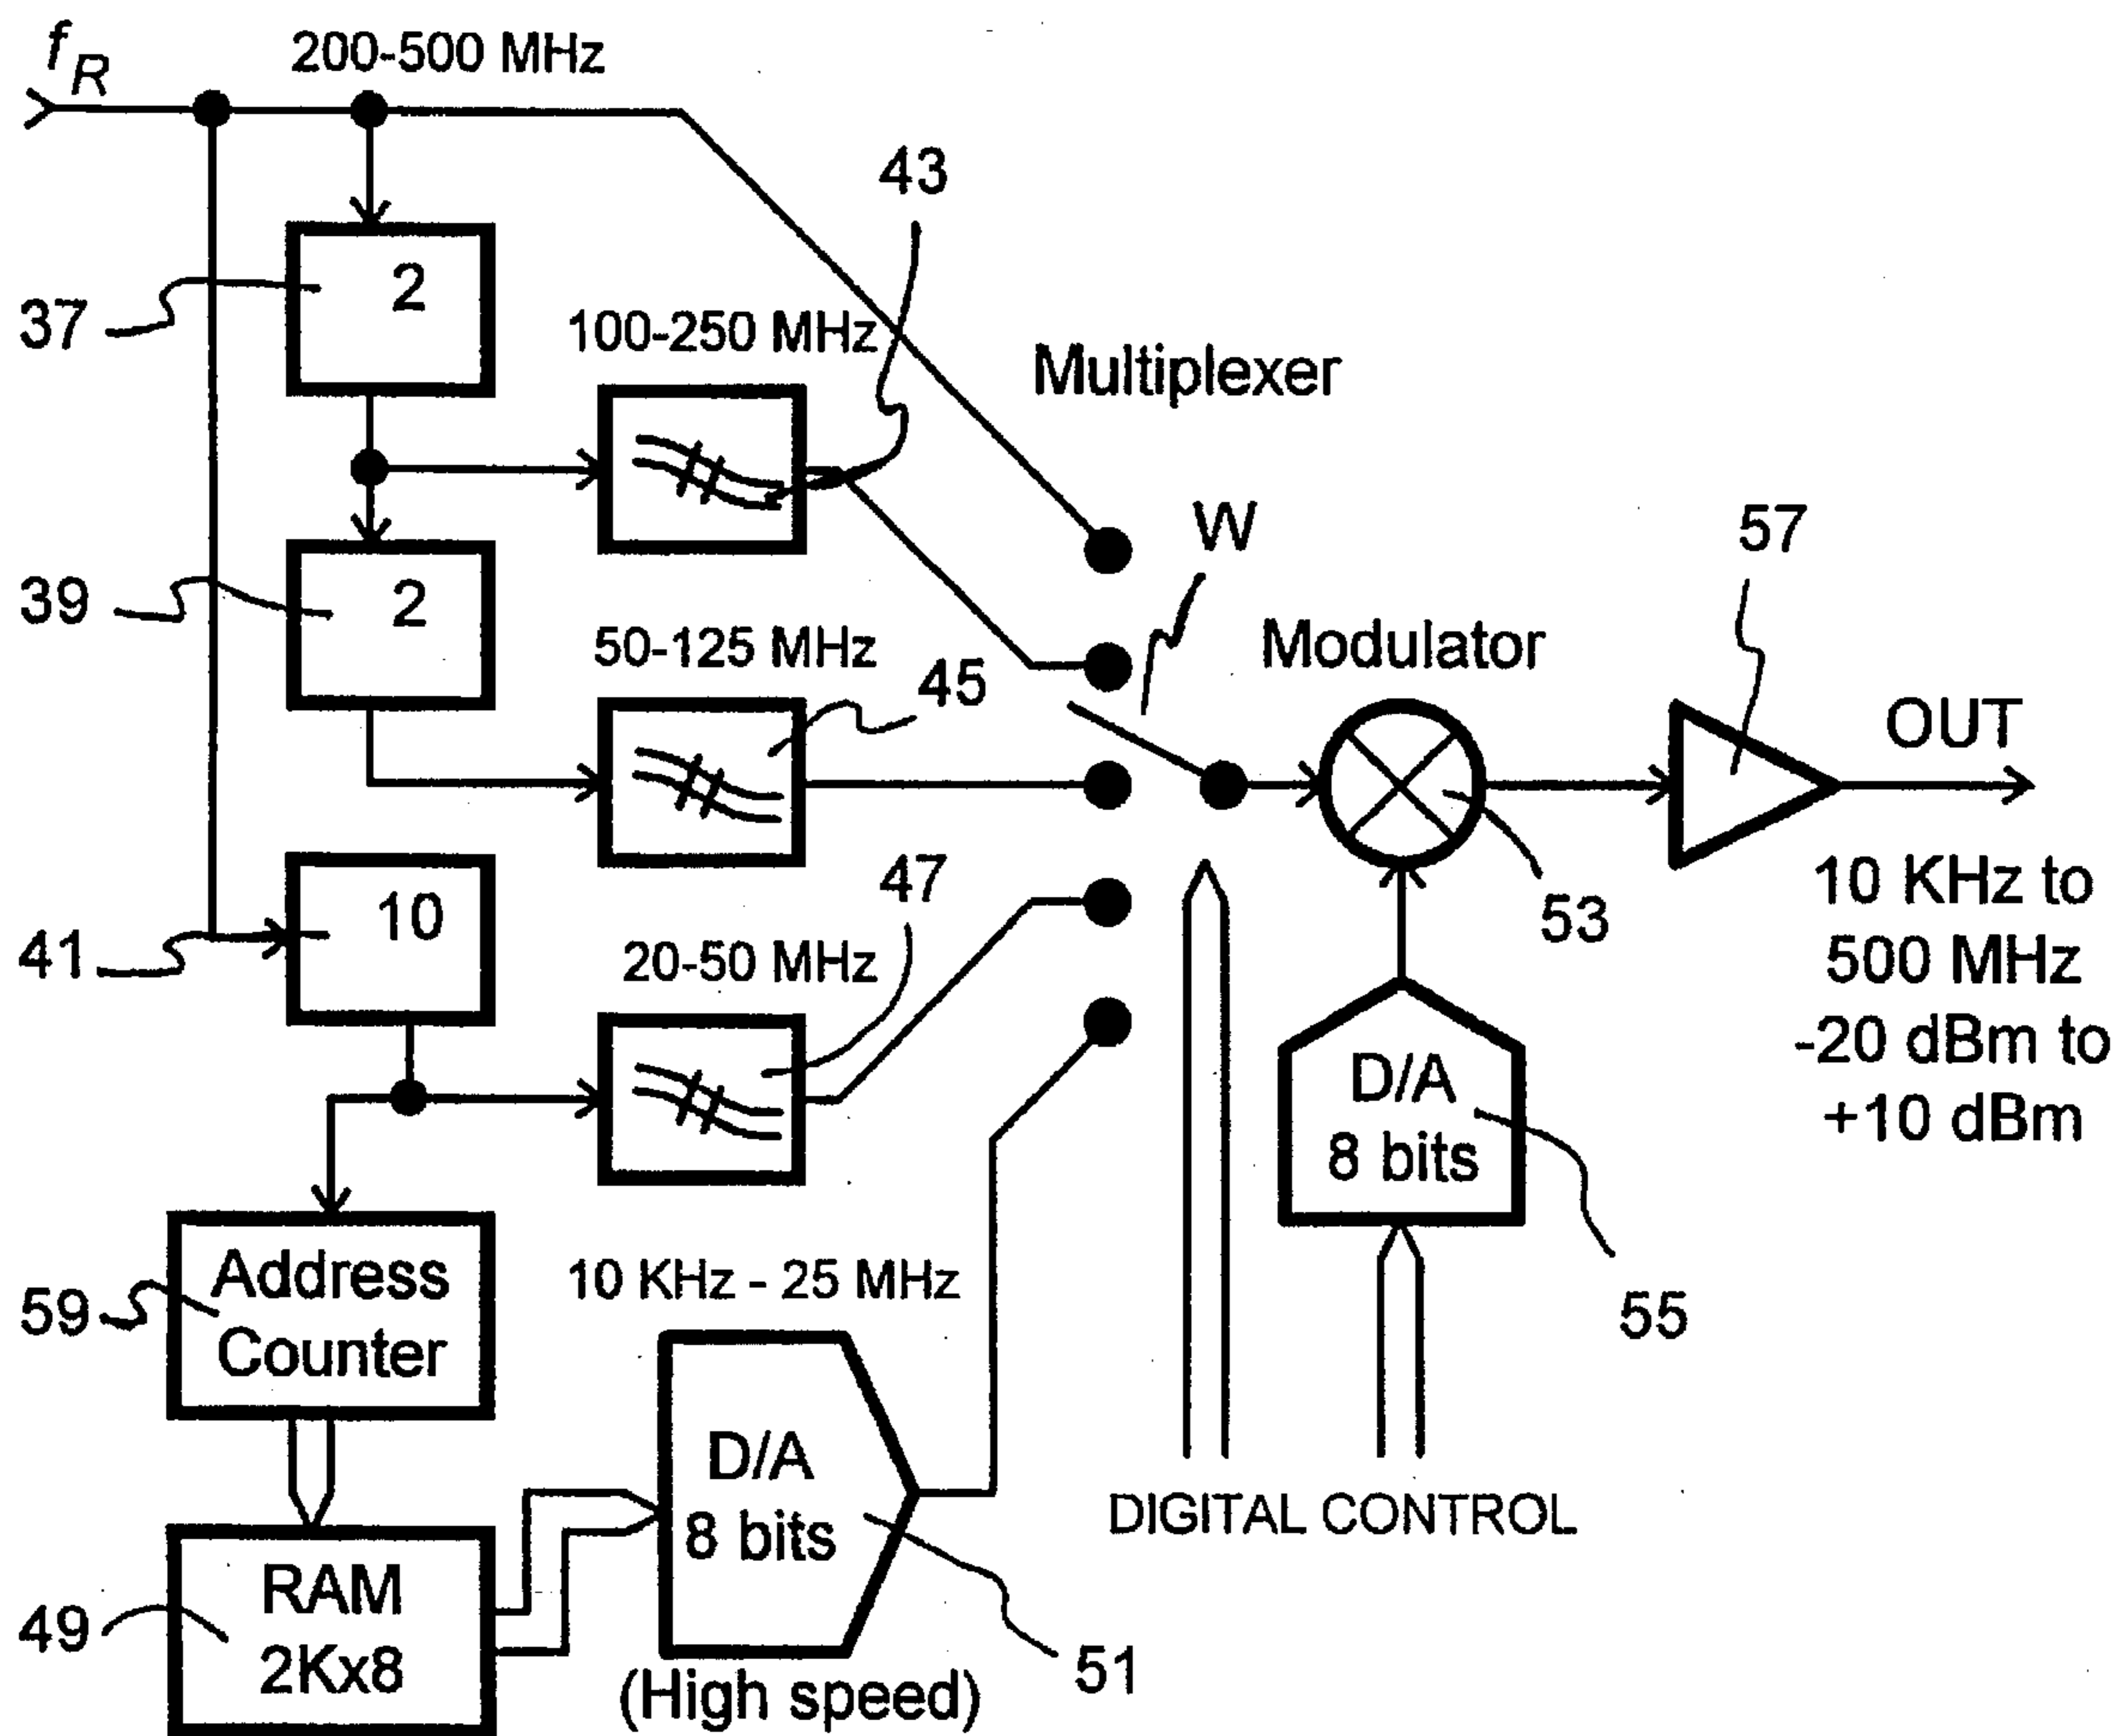 fR
200-500 MHz
43
2
37
100-250 MHz
Multiplexer
W
57
2
39
50-125 MHz
45
Modulator
OUT
10
41
47
53
20-50 MHz
10 KHz to
500 MHz
-20 dBm to
+10 dBm
D/A
8 bits
55
Address
Counter
59
10 KHz - 25 MHz
D/A
8 bits
(High speed)
51
DIGITAL CONTROL
RAM
2Kx8
49